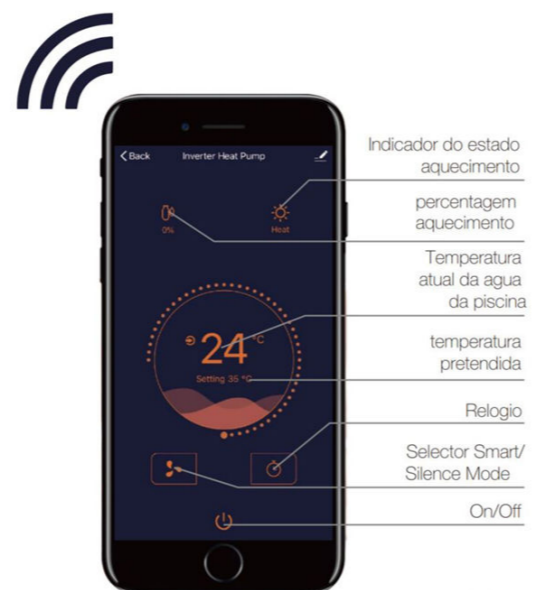 Back
Inverter Heat Pump
0%
Heat
24 °C
Setting 35 °C
Indicador do estado
aquecimento
percentagem
aquecimento
Temperatura
atual da agua
da piscina
temperatura
pretendida
Relogio
Selector Smart/
Silence Mode
On/Off